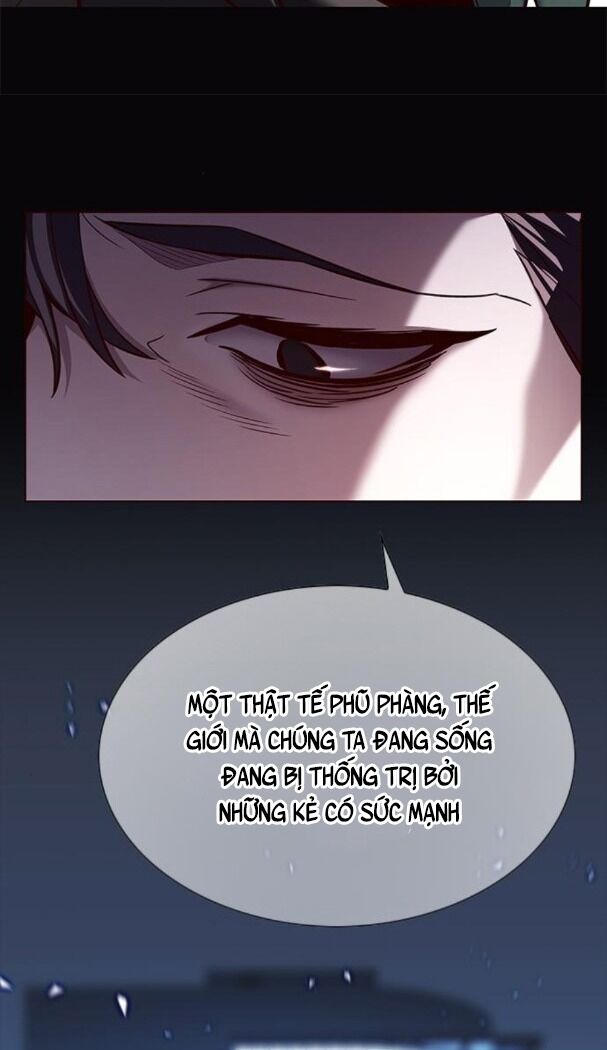 MỘT THẬT TẾ PHŨ PHÀNG, THẾ
GIỚI MÀ CHÚNG TA ĐANG SỐNG
ĐANG BỊ THỐNG TRỊ BỞI
NHỮNG KẺ CÓ SỨC MẠNH